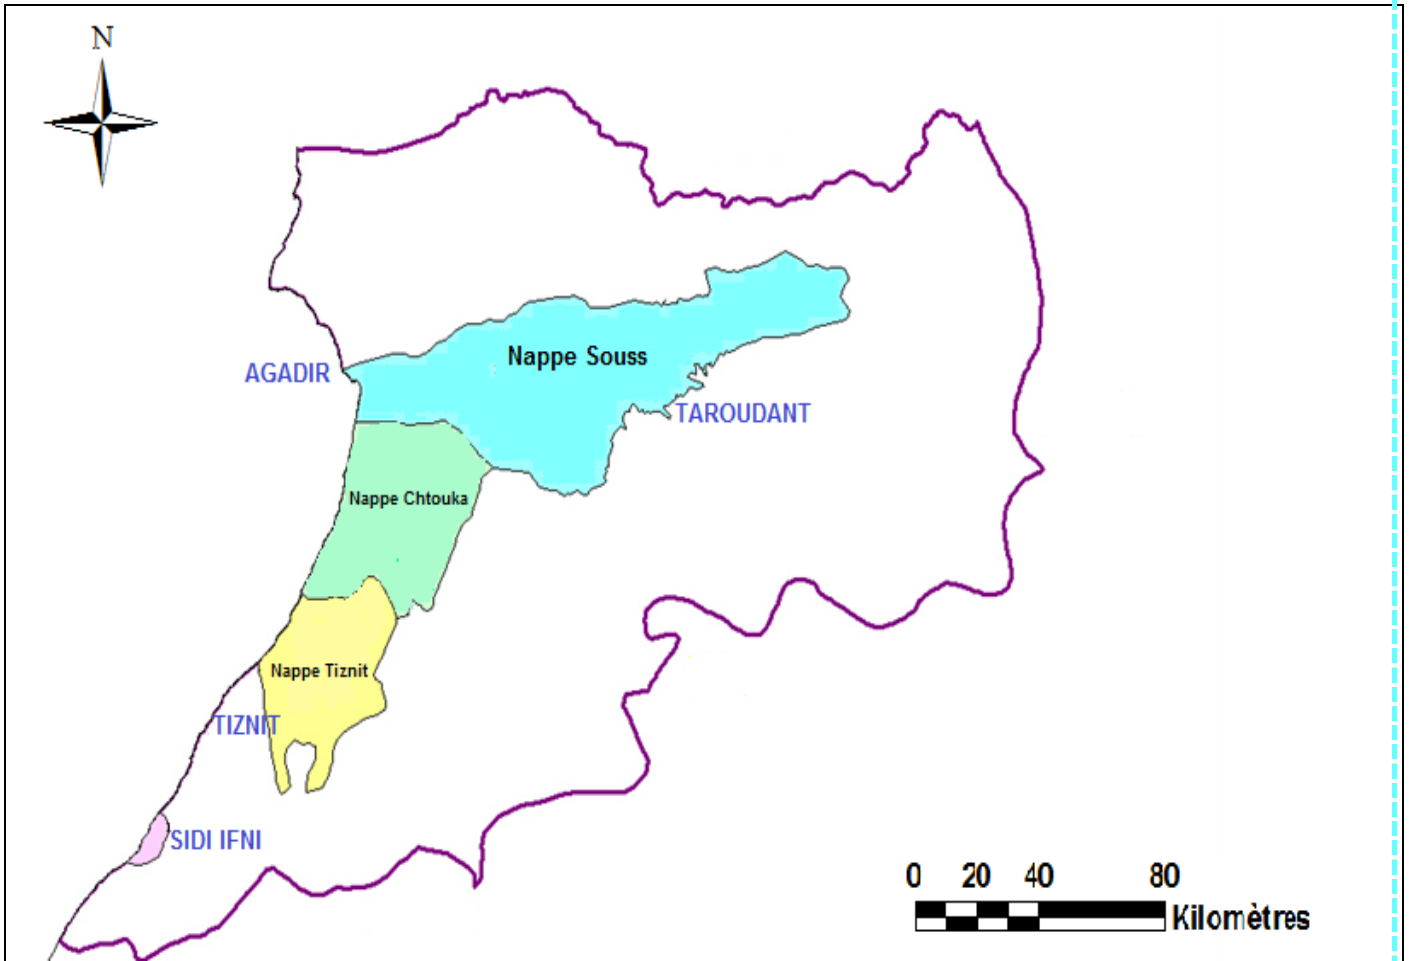 N
Nappe Souss
AGADIR
TAROUDANT
Nappe Chtouka
Nappe Tiznit
TIZNIT
SIDI IFNI
0 20 40 80
Kilomètres